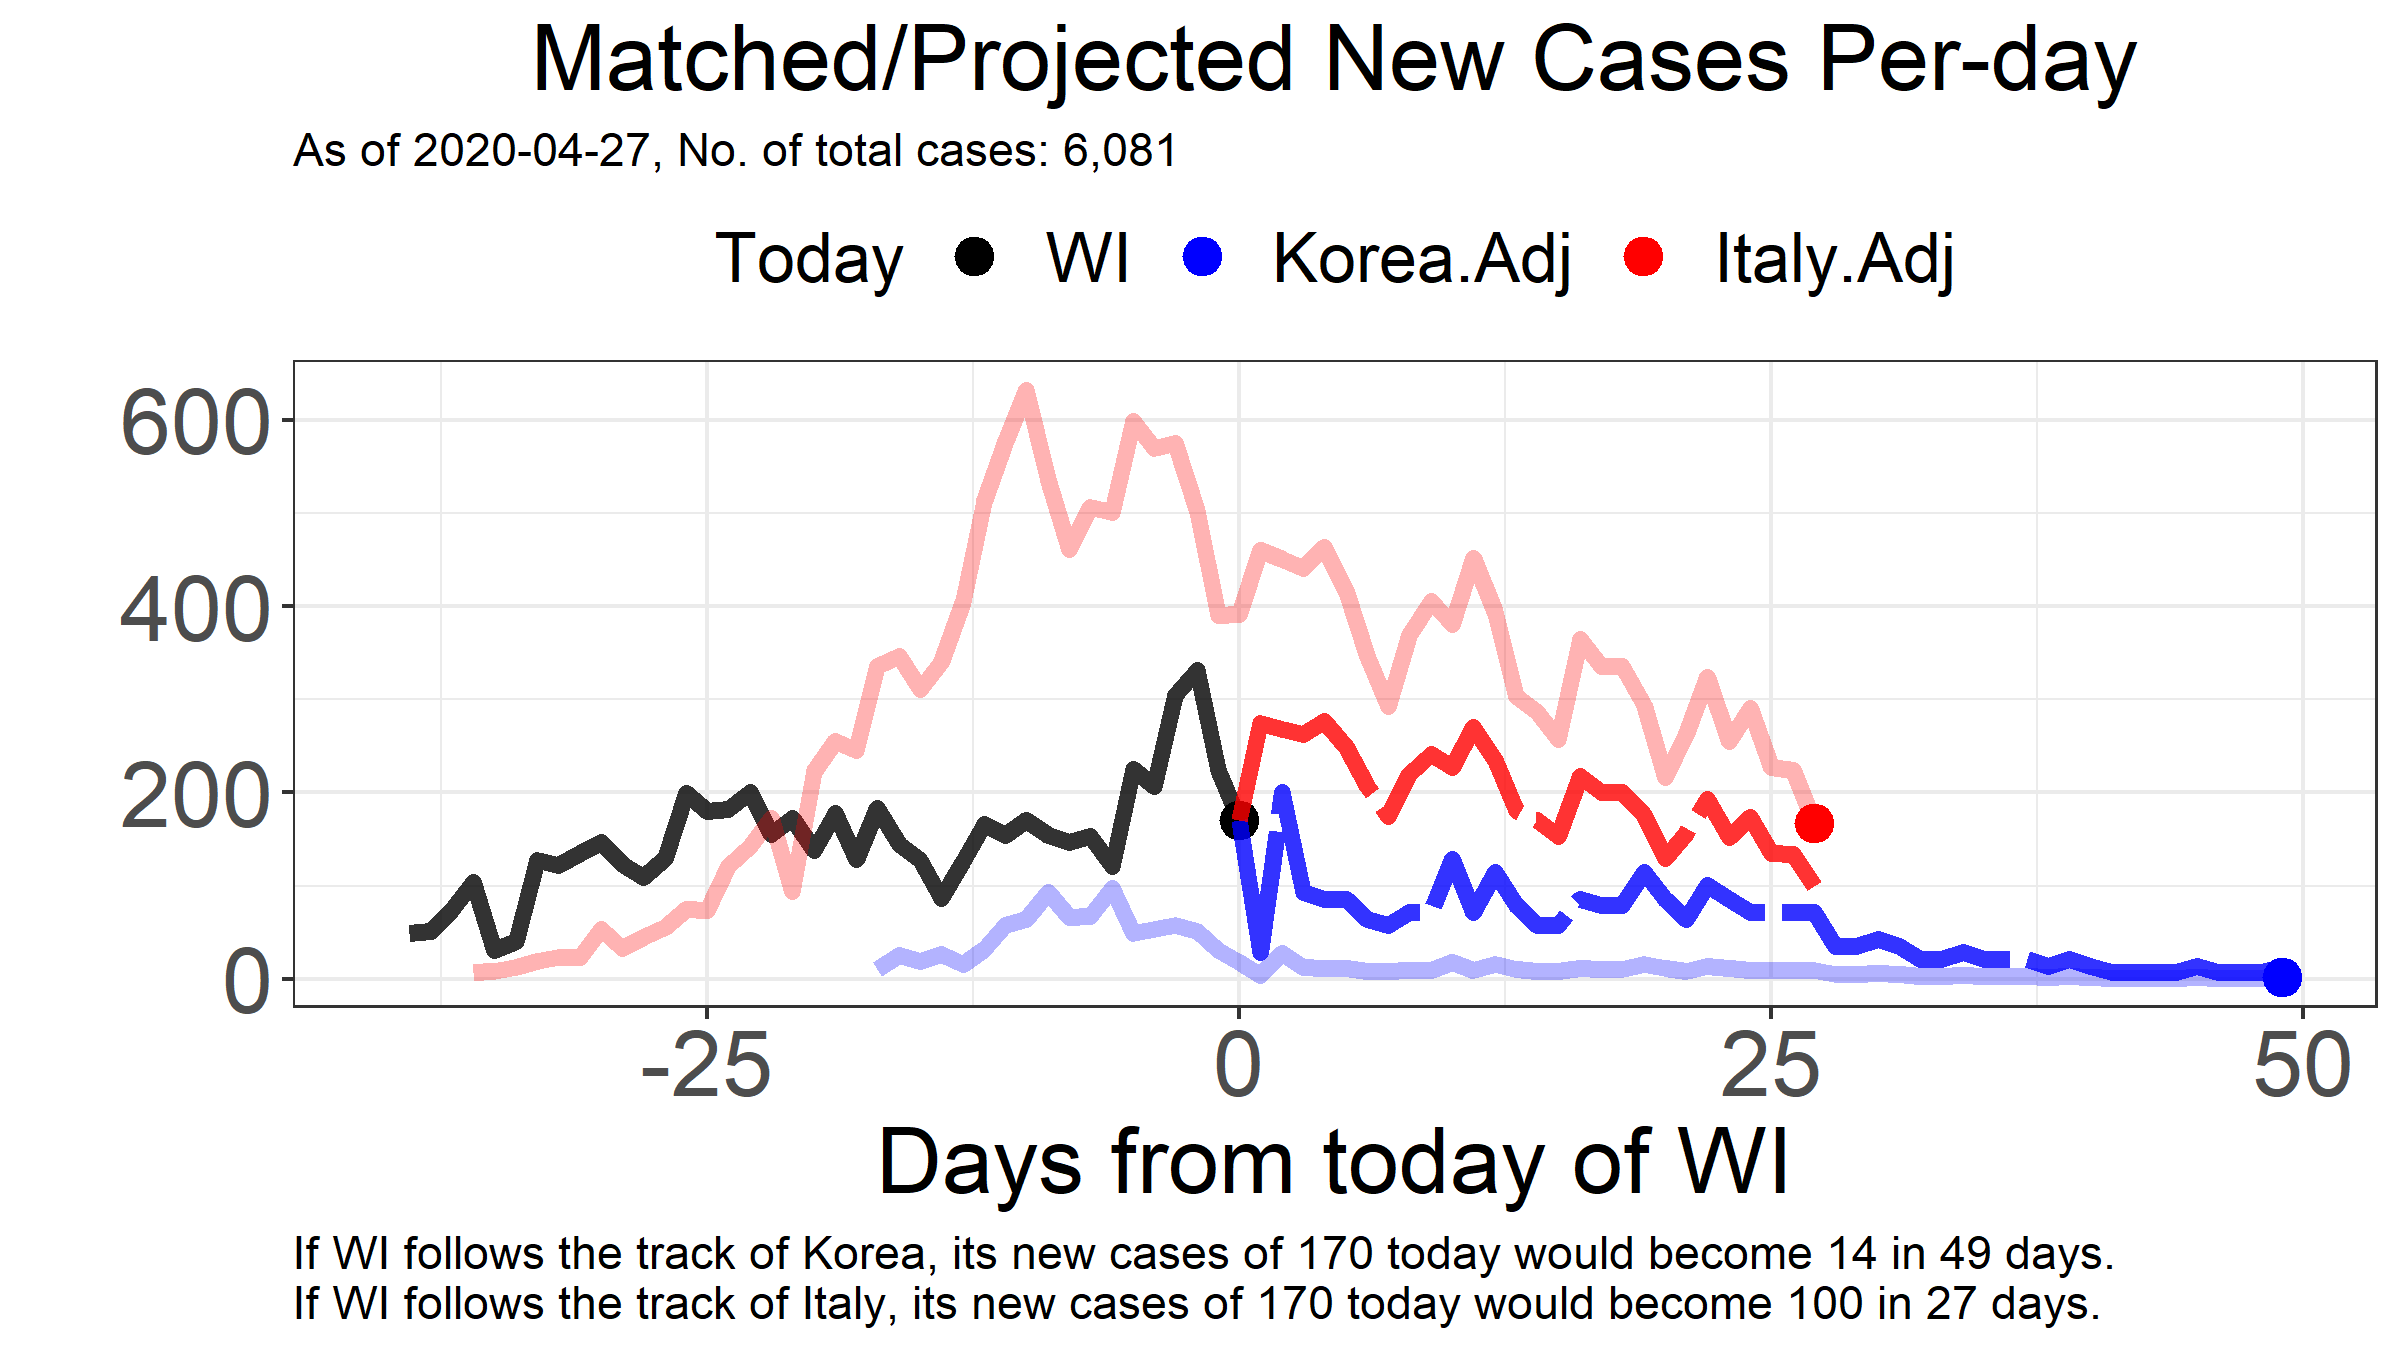 Matched/Projected New Cases Per-day
As of 2020-04-27, No. of total cases: 6,081
Today WI Korea.Adj Italy.Adj
600
400
200
0
-25 0 25 50
Days from today of WI
If WI follows the track of Korea, its new cases of 170 today would become 14 in 49 days.
If WI follows the track of Italy, its new cases of 170 today would become 100 in 27 days.